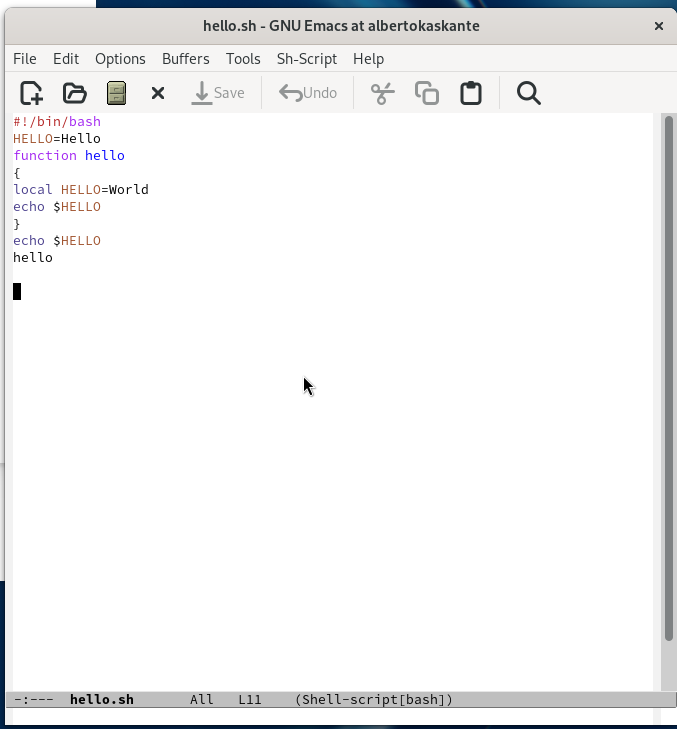 hello.sh - GNU Emacs at albertokaskante ×
File Edit Options Buffers Tools Sh-Script Help
Save Undo
#!/bin/bash
HELLO=Hello
function hello
{
local HELLO=World
echo $HELLO
}
echo $HELLO
hello
-:--- hello.sh All L11 (Shell-script[bash])